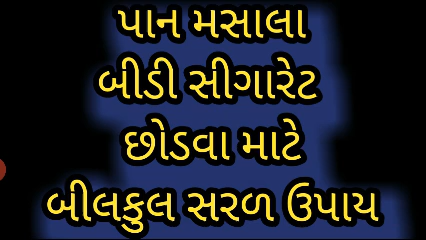 પાન મસાલા
બીડી સીગારેટ
છોડવા માટે
બીલકુલ સરળ ઉપાય